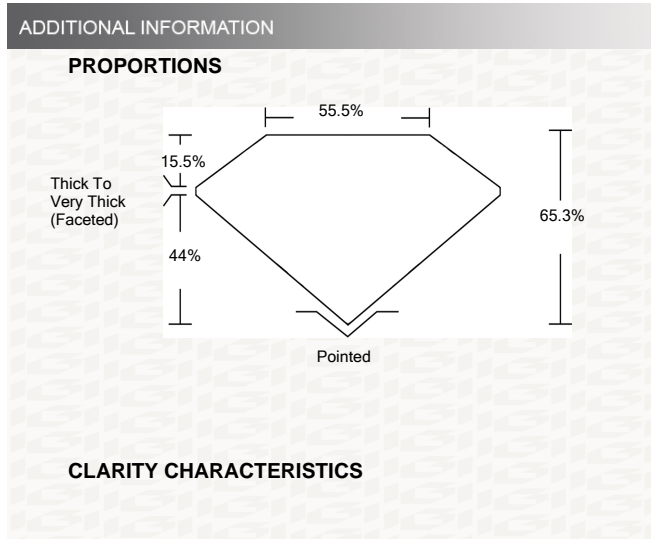 ADDITIONAL INFORMATION
PROPORTIONS
55.5%
15.5%
Thick To
Very Thick
(Faceted)
65.3%
44%
Pointed
CLARITY CHARACTERISTICS